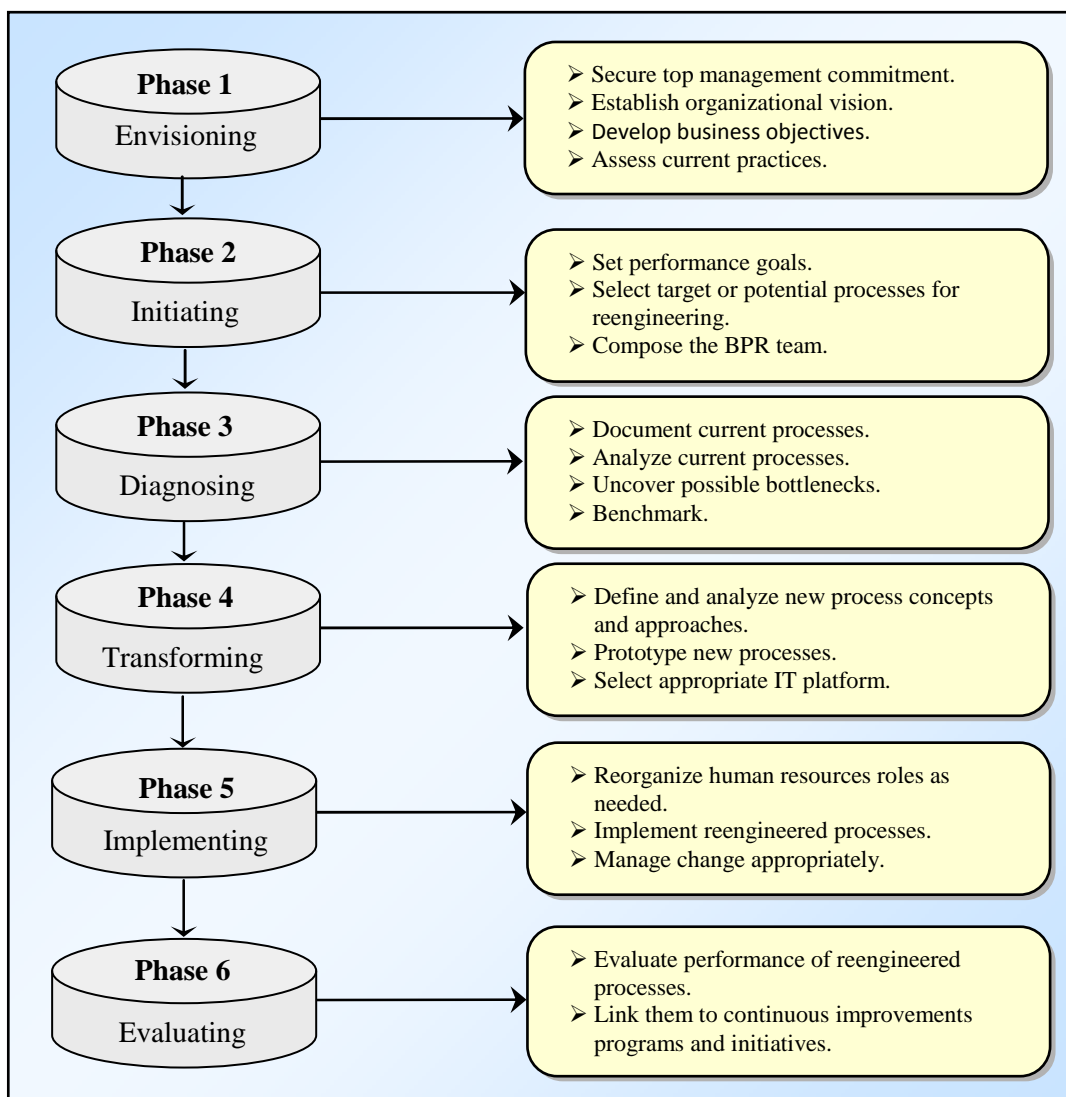 Phase 1
Envisioning
➢ Secure top management commitment.
➢ Establish organizational vision.
➢ Develop business objectives.
➢ Assess current practices.
Phase 2
Initiating
➢ Set performance goals.
➢ Select target or potential processes for
reengineering.
➢ Compose the BPR team.
Phase 3
Diagnosing
➢ Document current processes.
➢ Analyze current processes.
➢ Uncover possible bottlenecks.
➢ Benchmark.
Phase 4
Transforming
➢ Define and analyze new process concepts
and approaches.
➢ Prototype new processes.
➢ Select appropriate IT platform.
Phase 5
Implementing
➢ Reorganize human resources roles as
needed.
➢ Implement reengineered processes.
➢ Manage change appropriately.
Phase 6
Evaluating
➢ Evaluate performance of reengineered
processes.
➢ Link them to continuous improvements
programs and initiatives.